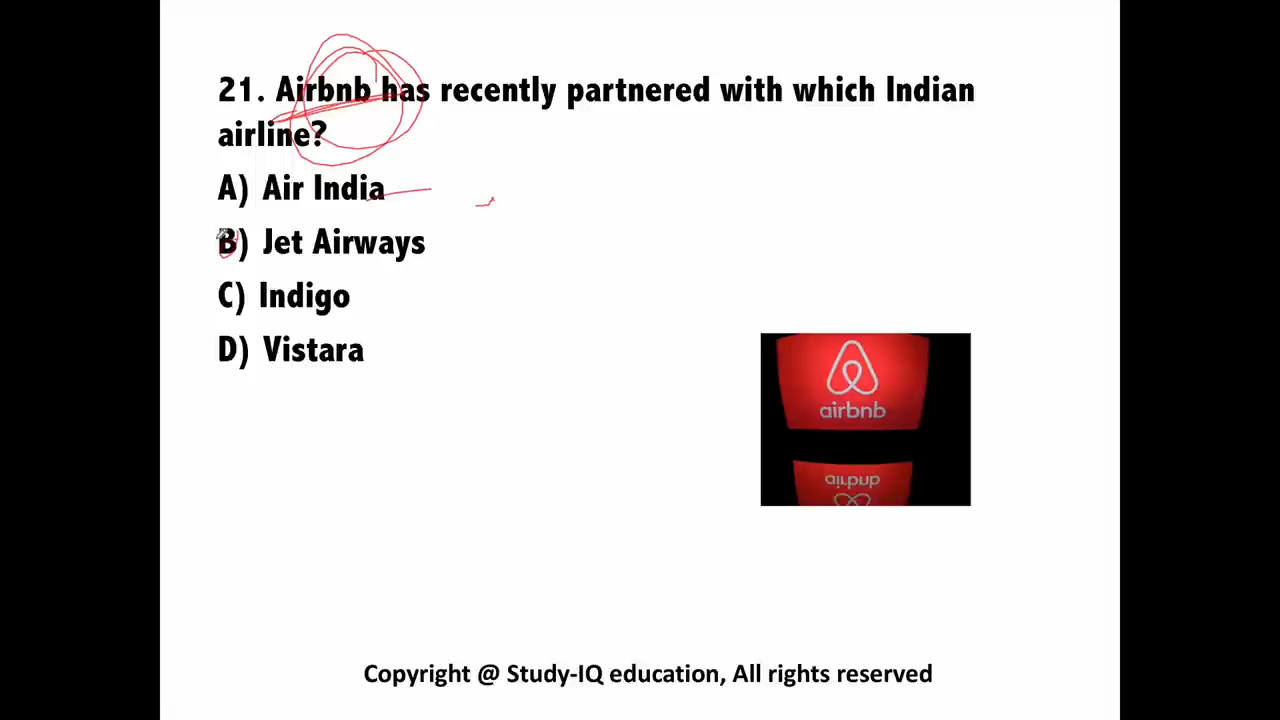 21. Airbnb has recently partnered with which Indian
airline?
A) Air India
B) Jet Airways
C) Indigo
D) Vistara
airbnb
airbnb
Copyright @ Study-IQ education, All rights reserved